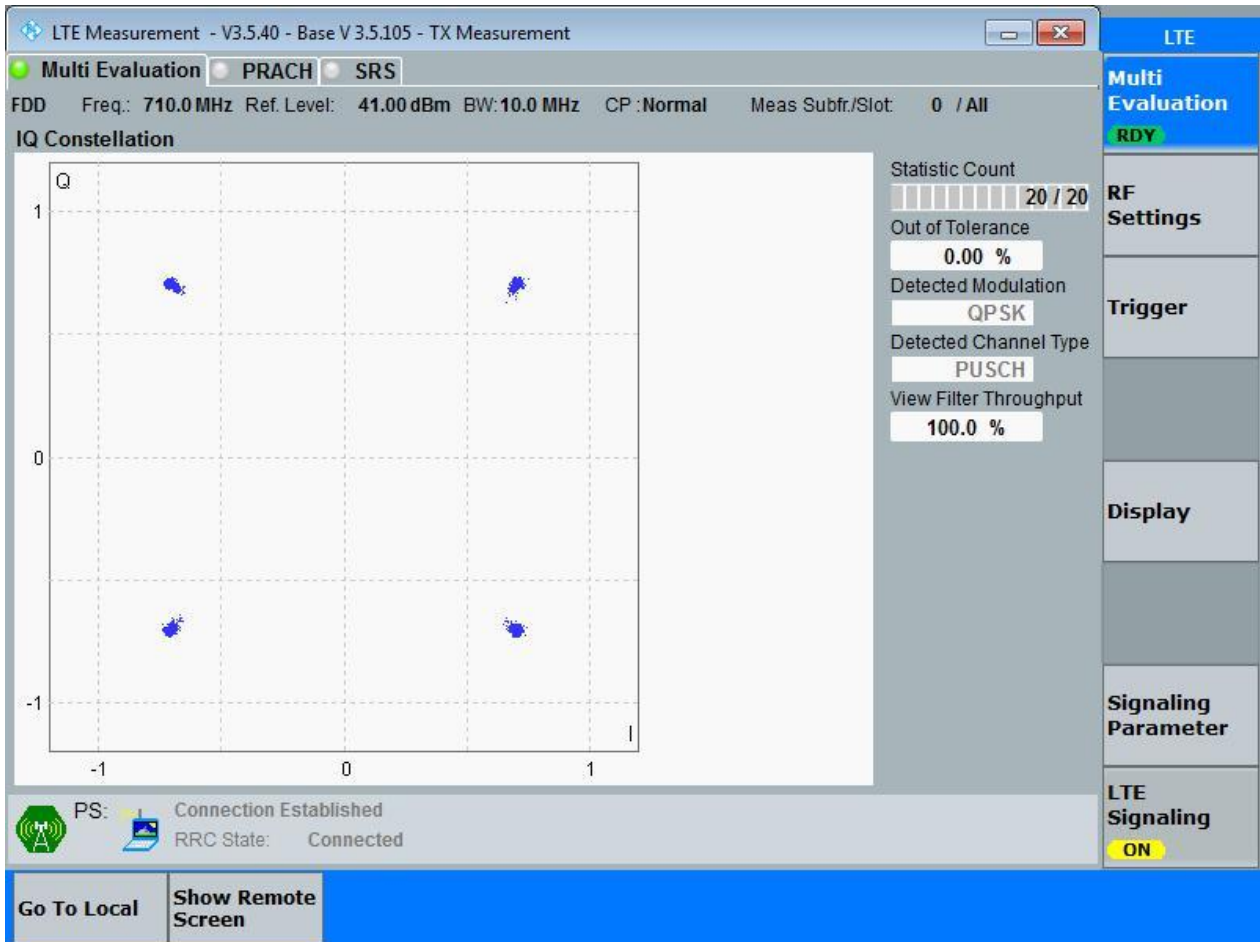 LTE Measurement - V3.5.40 - Base V 3.5.105 - TX Measurement
LTE
Multi Evaluation PRACH SRS
Multi
Evaluation
RDY
FDD Freq.: 710.0 MHz Ref. Level: 41.00 dBm BW: 10.0 MHz CP : Normal Meas Subfr./Slot: 0 / All
IQ Constellation
Q
1
0
-1
I
-1 0 1
Statistic Count
20 / 20
Out of Tolerance
0.00 %
Detected Modulation
QPSK
Detected Channel Type
PUSCH
View Filter Throughput
100.0 %
RF
Settings
Trigger
Display
Signaling
Parameter
LTE
Signaling
ON
PS: Connection Established
RRC State: Connected
Go To Local
Show Remote
Screen